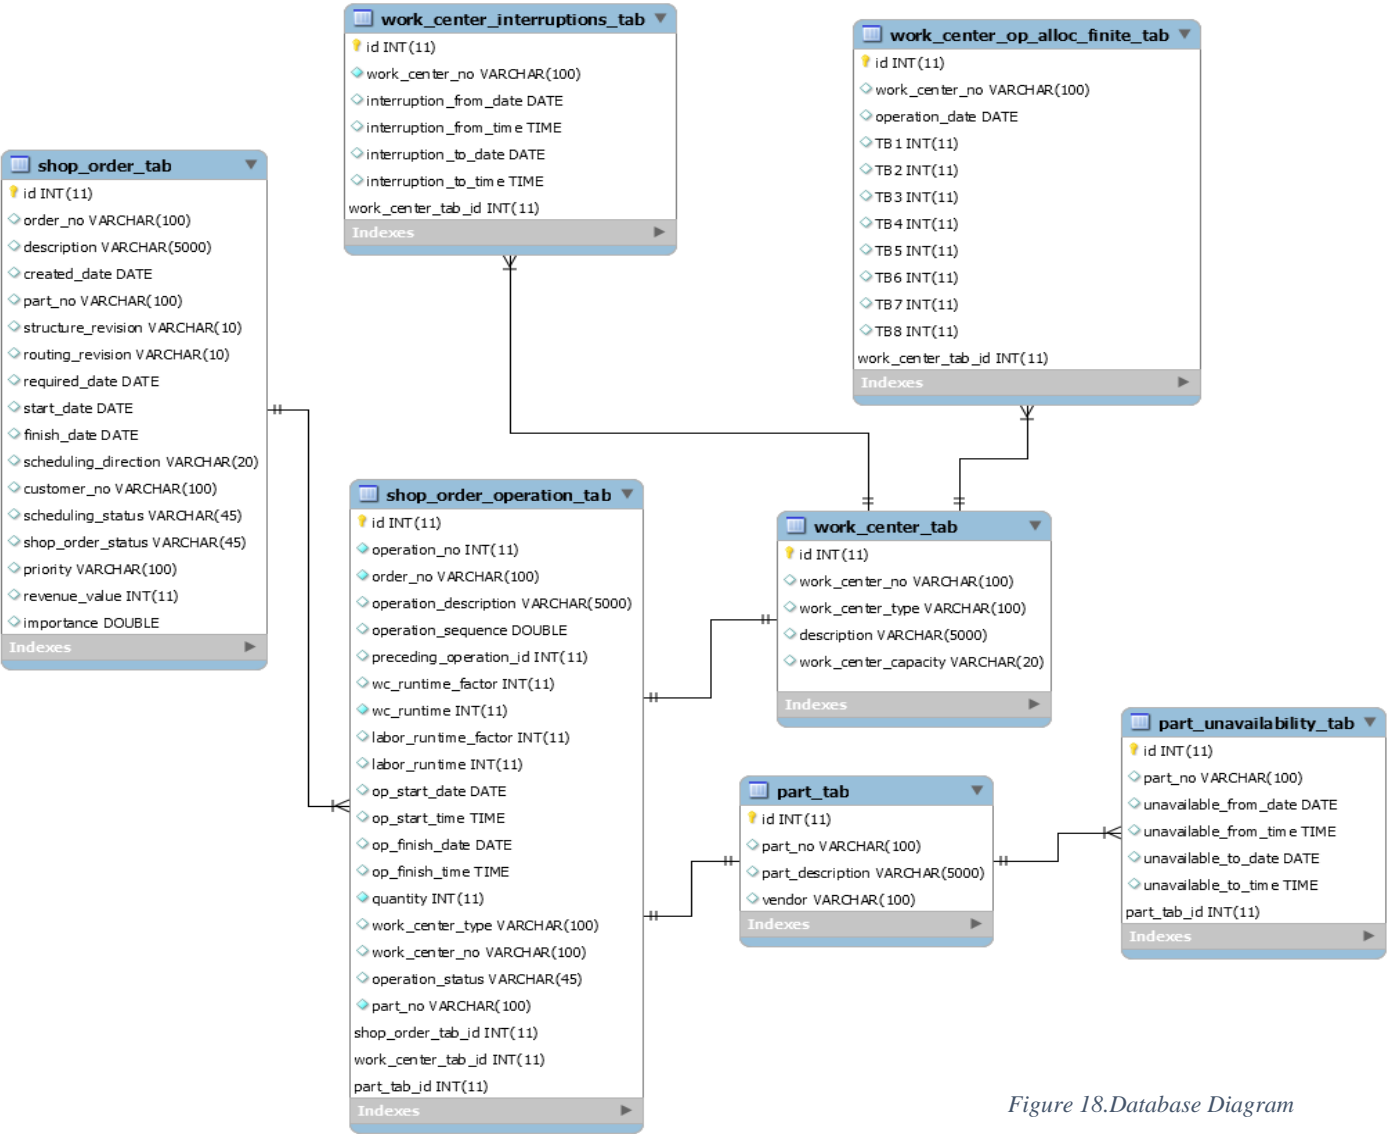 work_center_interruptions_tab
id INT(11)
work_center_no VARCHAR(100)
interruption_from_date DATE
interruption_from_time TIME
interruption_to_date DATE
interruption_to_time TIME
work_center_tab_id INT(11)
Indexes
work_center_op_alloc_finite_tab
id INT(11)
work_center_no VARCHAR(100)
operation_date DATE
TB1 INT(11)
TB2 INT(11)
TB3 INT(11)
TB4 INT(11)
TB5 INT(11)
TB6 INT(11)
TB7 INT(11)
TB8 INT(11)
work_center_tab_id INT(11)
Indexes
shop_order_tab
id INT(11)
order_no VARCHAR(100)
description VARCHAR(5000)
created_date DATE
part_no VARCHAR(100)
structure_revision VARCHAR(10)
routing_revision VARCHAR(10)
required_date DATE
start_date DATE
finish_date DATE
scheduling_direction VARCHAR(20)
customer_no VARCHAR(100)
scheduling_status VARCHAR(45)
shop_order_status VARCHAR(45)
priority VARCHAR(100)
revenue_value INT(11)
importance DOUBLE
Indexes
shop_order_operation_tab
id INT(11)
operation_no INT(11)
order_no VARCHAR(100)
operation_description VARCHAR(5000)
operation_sequence DOUBLE
preceding_operation_id INT(11)
wc_runtime_factor INT(11)
wc_runtime INT(11)
labor_runtime_factor INT(11)
labor_runtime INT(11)
op_start_date DATE
op_start_time TIME
op_finish_date DATE
op_finish_time TIME
quantity INT(11)
work_center_type VARCHAR(100)
work_center_no VARCHAR(100)
operation_status VARCHAR(45)
part_no VARCHAR(100)
shop_order_tab_id INT(11)
work_center_tab_id INT(11)
part_tab_id INT(11)
Indexes
work_center_tab
id INT(11)
work_center_no VARCHAR(100)
work_center_type VARCHAR(100)
description VARCHAR(5000)
work_center_capacity VARCHAR(20)
Indexes
part_tab
id INT(11)
part_no VARCHAR(100)
part_description VARCHAR(5000)
vendor VARCHAR(100)
Indexes
part_unavailability_tab
id INT(11)
part_no VARCHAR(100)
unavailable_from_date DATE
unavailable_from_time TIME
unavailable_to_date DATE
unavailable_to_time TIME
part_tab_id INT(11)
Indexes
Figure 18.Database Diagram